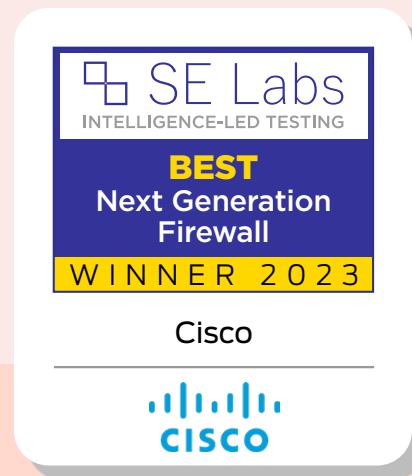 SE Labs
INTELLIGENCE-LED TESTING
BEST
Next Generation
Firewall
WINNER 2023
Cisco
CISCO